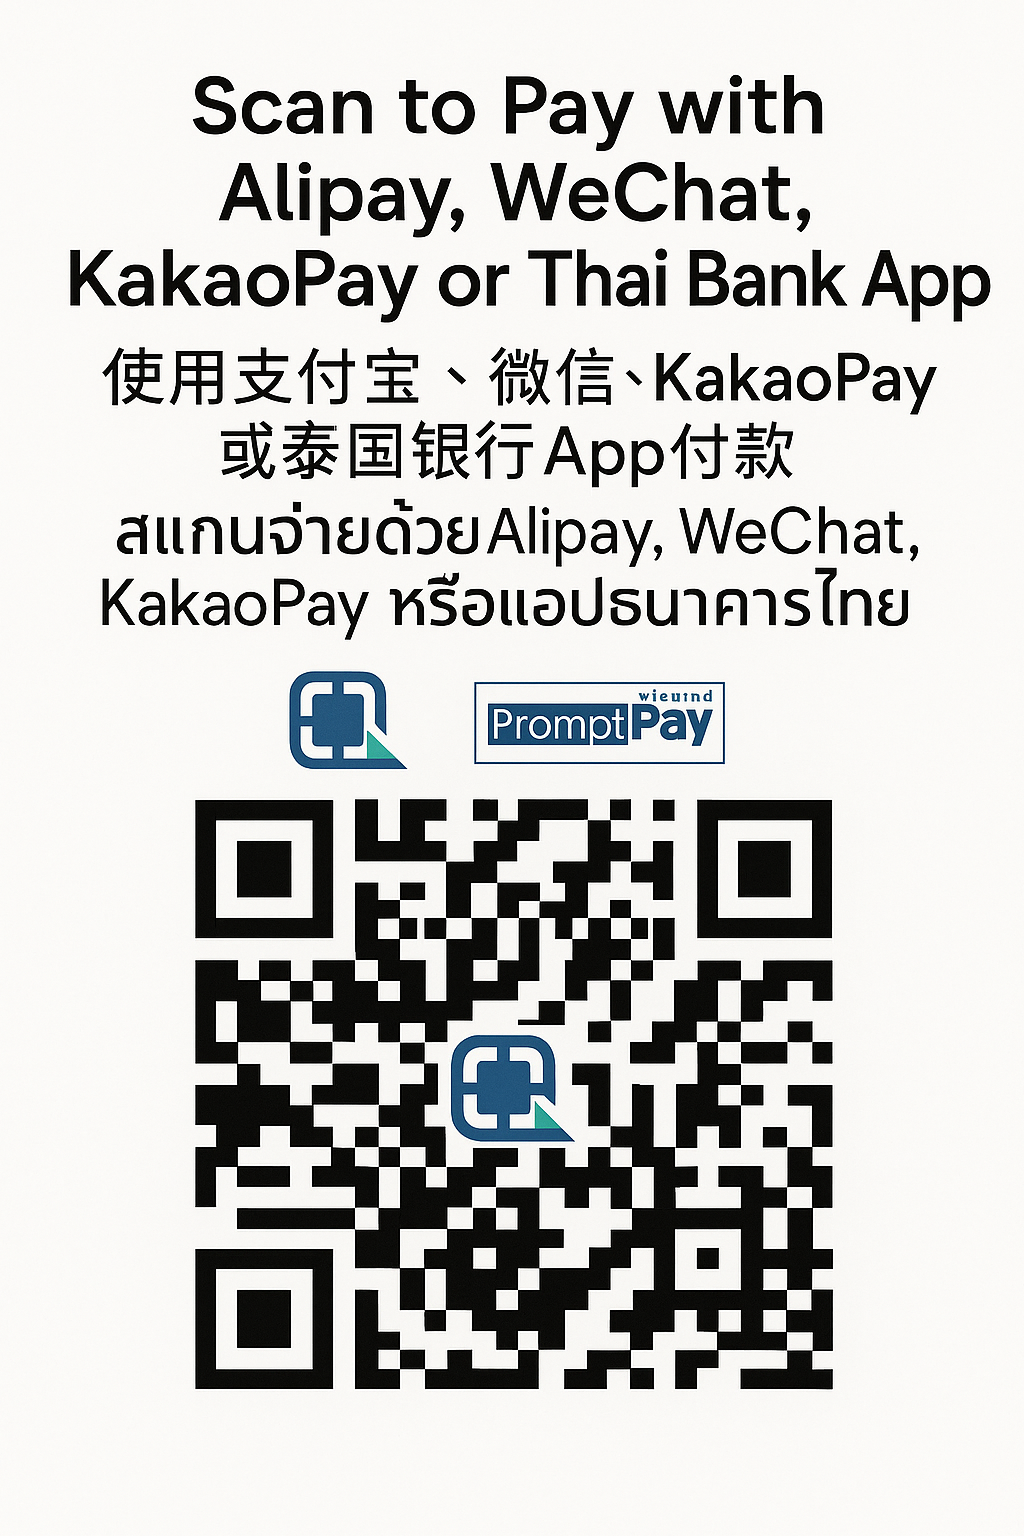 Scan to Pay with
Alipay, WeChat,
KakaoPay or Thai Bank App
使用支付宝、微信、KakaoPay
或泰国银行App付款
สแกนจ่ายด้วยAlipay, WeChat,
KakaoPay หรือแอปธนาคารไทย
PromptPay